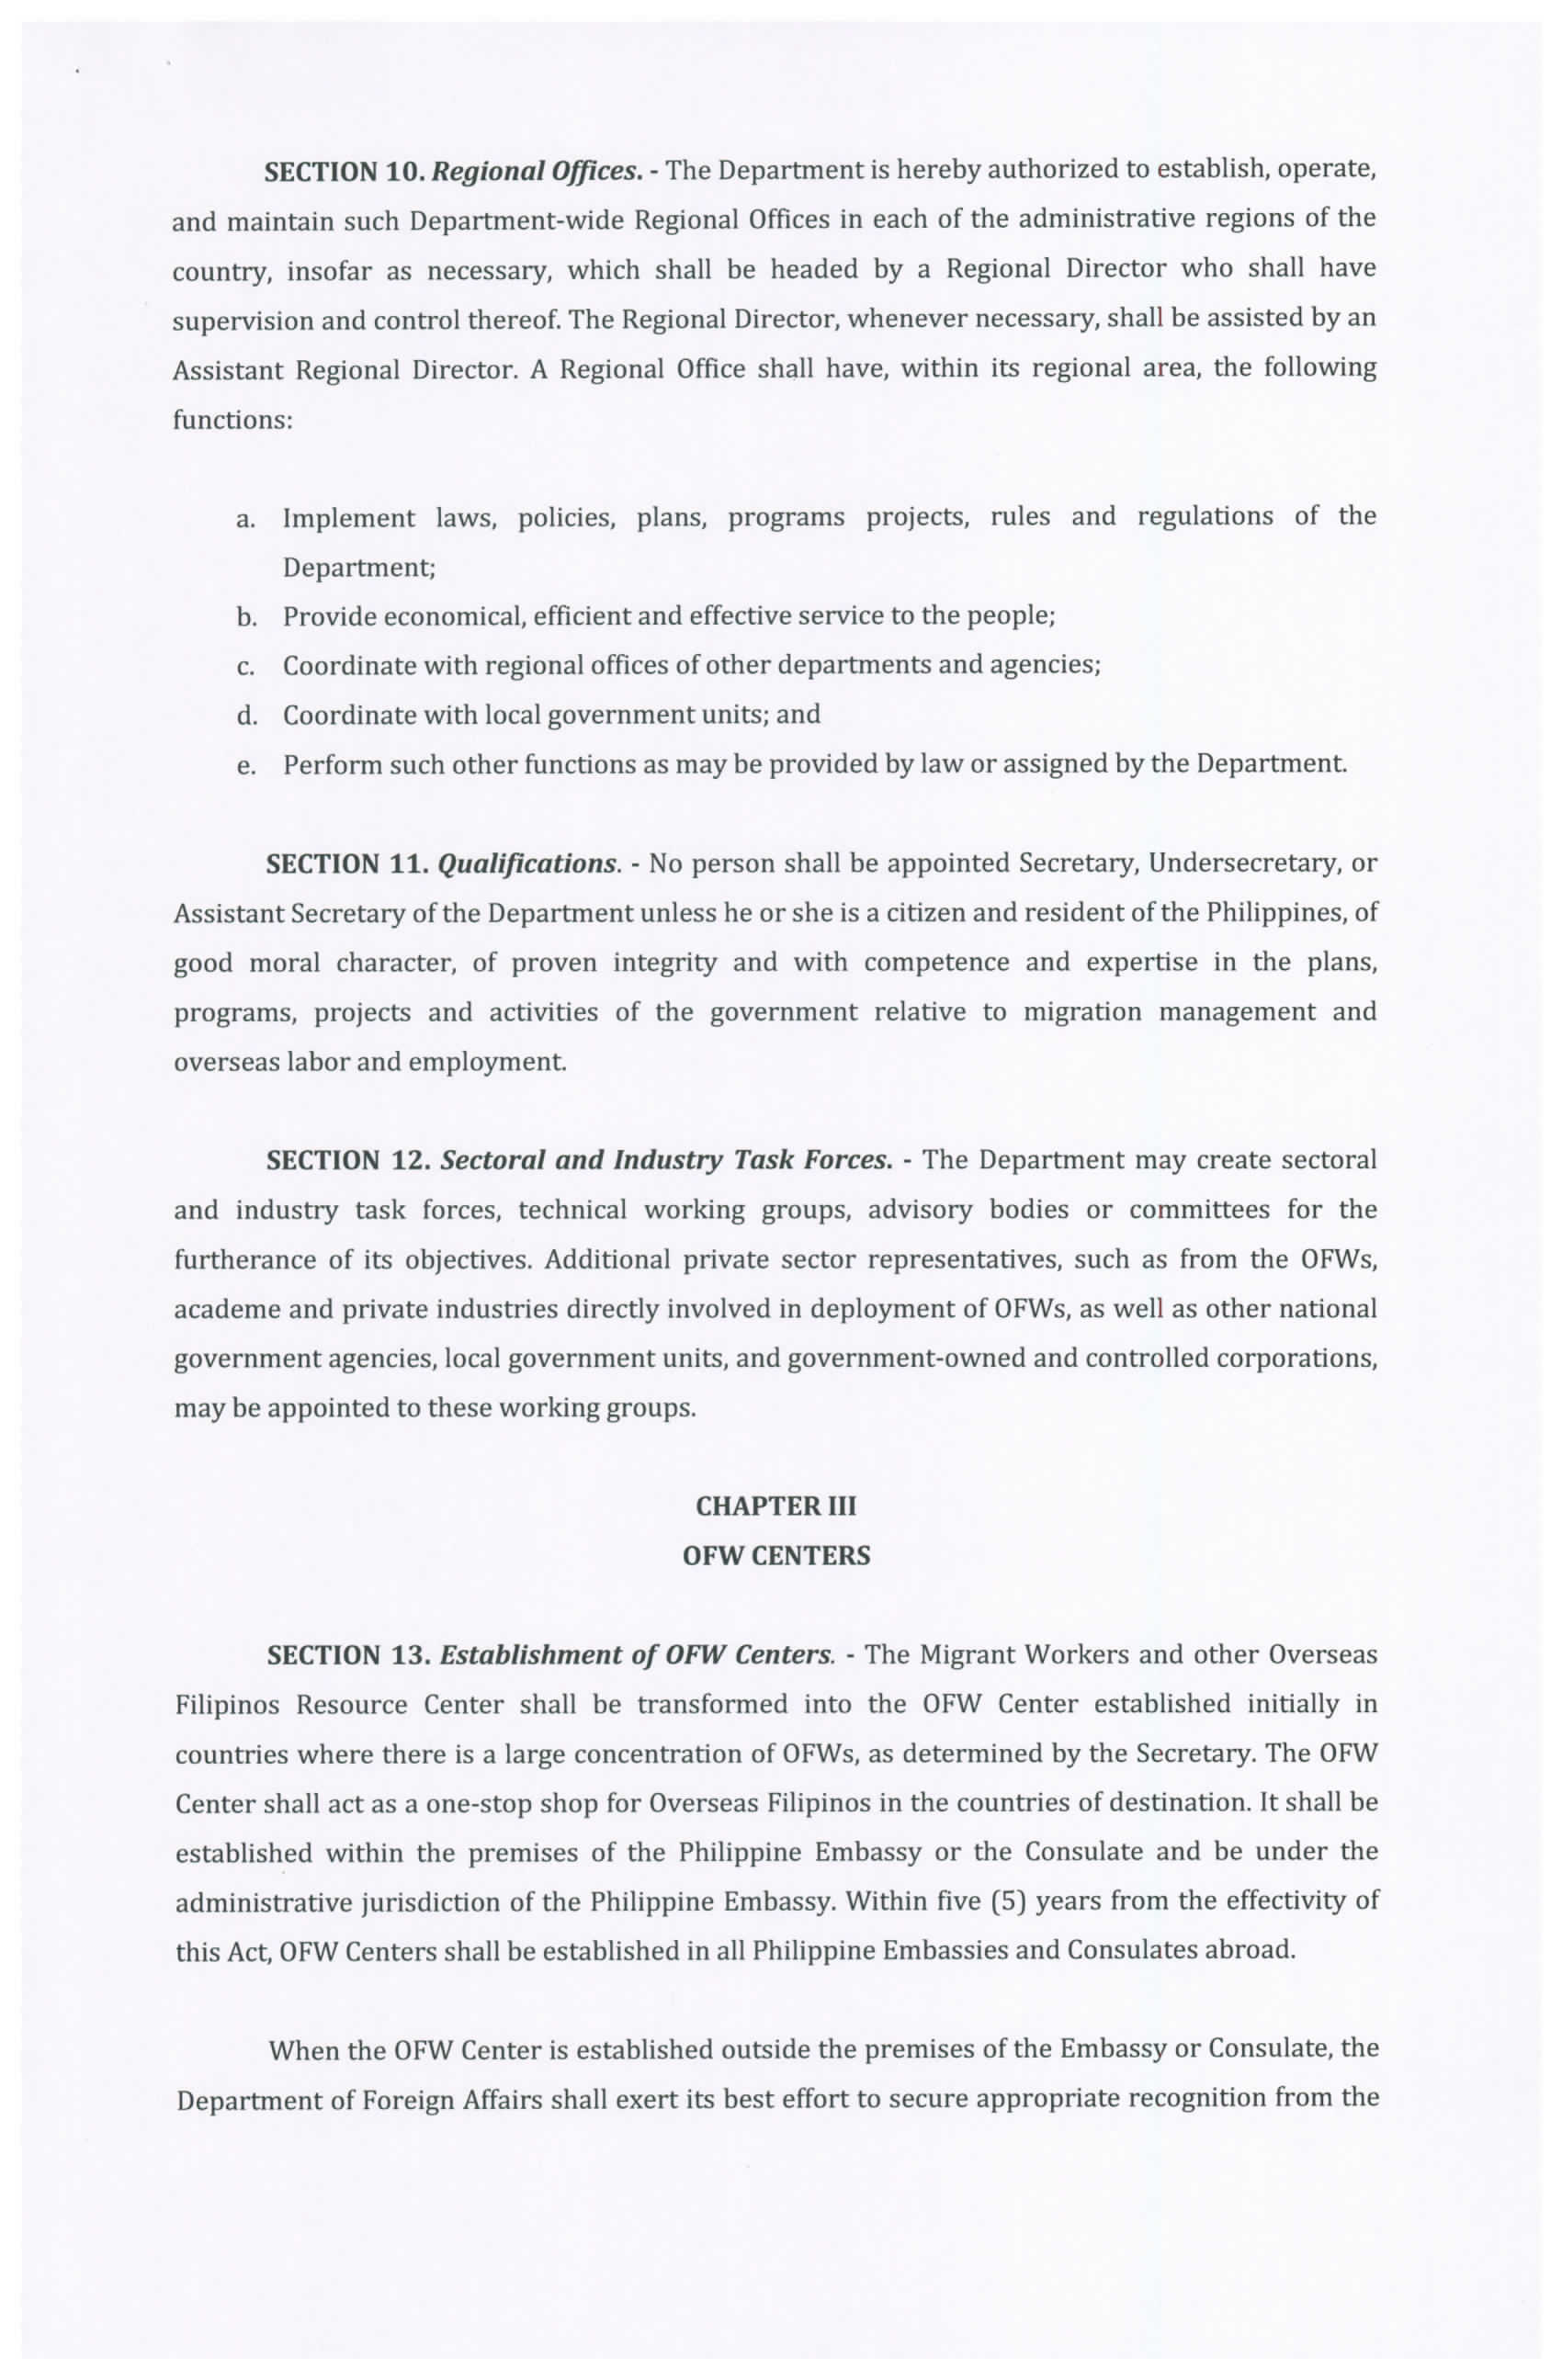 SECTION 10. Regional Offices. - The Department is hereby authorized to establish, operate,
and maintain such Department-wide Regional Offices in each of the administrative regions of the
country, insofar as necessary, which shall be headed by a Regional Director who shall have
supervision and control thereof. The Regional Director, whenever necessary, shall be assisted by an
Assistant Regional Director. A Regional Office shall have, within its regional area, the following
functions:
a. Implement laws, policies, plans, programs projects, rules and regulations of the
Department;
b. Provide economical, efficient and effective service to the people;
c. Coordinate with regional offices of other departments and agencies;
d. Coordinate with local government units; and
e. Perform such other functions as may be provided by law or assigned by the Department.
SECTION 11. Qualifications. - No person shall be appointed Secretary, Undersecretary, or
Assistant Secretary of the Department unless he or she is a citizen and resident of the Philippines, of
good moral character, of proven integrity and with competence and expertise in the plans,
programs, projects and activities of the government relative to migration management and
overseas labor and employment.
SECTION 12. Sectoral and Industry Task Forces. - The Department may create sectoral
and industry task forces, technical working groups, advisory bodies or committees for the
furtherance of its objectives. Additional private sector representatives, such as from the OFWs,
academe and private industries directly involved in deployment of OFWs, as well as other national
government agencies, local government units, and government-owned and controlled corporations,
may be appointed to these working groups.
CHAPTER III
OFW CENTERS
SECTION 13. Establishment of OFW Centers. - The Migrant Workers and other Overseas
Filipinos Resource Center shall be transformed into the OFW Center established initially in
countries where there is a large concentration of OFWs, as determined by the Secretary. The OFW
Center shall act as a one-stop shop for Overseas Filipinos in the countries of destination. It shall be
established within the premises of the Philippine Embassy or the Consulate and be under the
administrative jurisdiction of the Philippine Embassy. Within five (5) years from the effectivity of
this Act, OFW Centers shall be established in all Philippine Embassies and Consulates abroad.
When the OFW Center is established outside the premises of the Embassy or Consulate, the
Department of Foreign Affairs shall exert its best effort to secure appropriate recognition from the